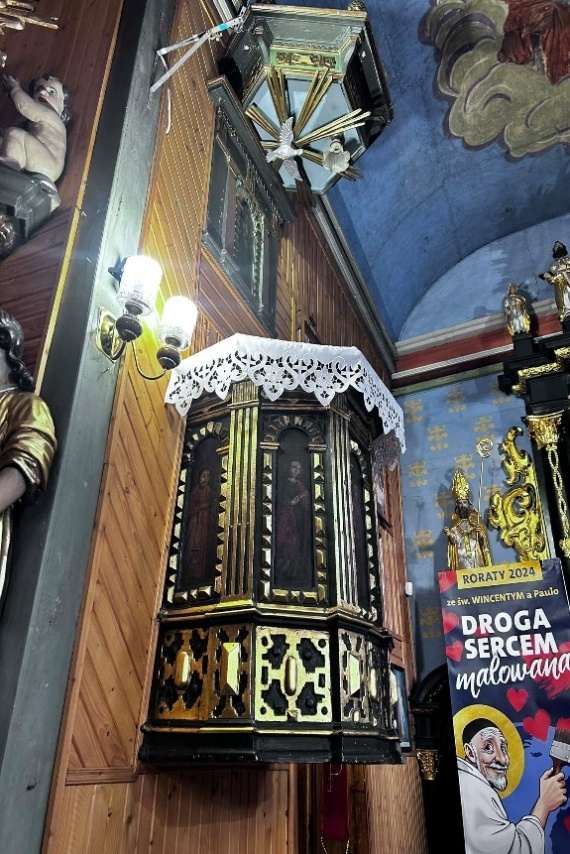 RORATY 2024
ze św. WINCENTYM a Paulo
DROGA
SERCEM
malowana